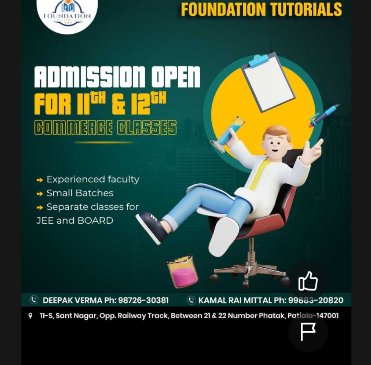 FOUNDATION
FOUNDATION TUTORIALS
ADMISSION OPEN
FOR 11TH & 12TH
COMMERCE CLASSES
Experienced faculty
Small Batches
Separate classes for
JEE and BOARD
DEEPAK VERMA Ph: 98726-30381 KAMAL RAI MITTAL Ph: 99883-20820
11-S, Sant Nagar, Opp. Railway Track, Between 21 & 22 Number Phatak, Patiala-147001